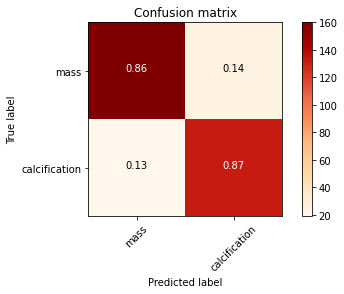 Confusion matrix
True label
mass
0.86 0.14
calcification
0.13 0.87
mass
calcification
Predicted label
160
140
120
100
80
60
40
20